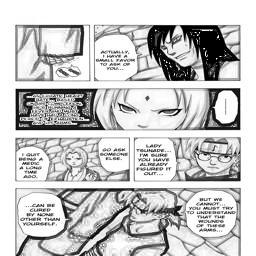 ACTUALLY,
I HAVE A
SMALL FAVOR
TO ASK OF
YOU...
LADY
TSUNADE...
I'M SURE
YOU HAVE
ALREADY
FIGURED IT
OUT...
GO ASK
SOMEONE
ELSE.
I QUIT
BEING A
MEDIC
A LONG
TIME
AGO.
BUT WE
CANNOT...
YOU MUST TRY
TO UNDERSTAND
THAT THE
WOUNDS OF
THESE
ARMS...
...CAN BE
CURED BY
NONE
OTHER THAN
YOURSELF.